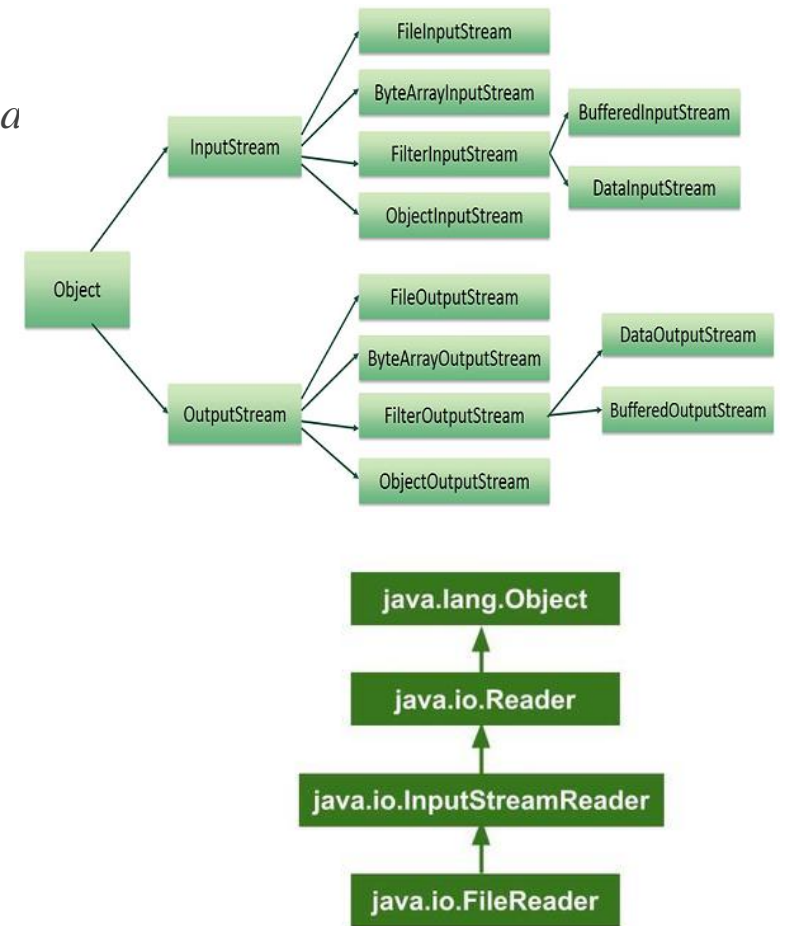 a
Object
InputStream
FileInputStream
ByteArrayInputStream
FilterInputStream
ObjectInputStream
BufferedInputStream
DataInputStream
OutputStream
FileOutputStream
ByteArrayOutputStream
FilterOutputStream
ObjectOutputStream
DataOutputStream
BufferedOutputStream
java.lang.Object
java.io.Reader
java.io.InputStreamReader
java.io.FileReader